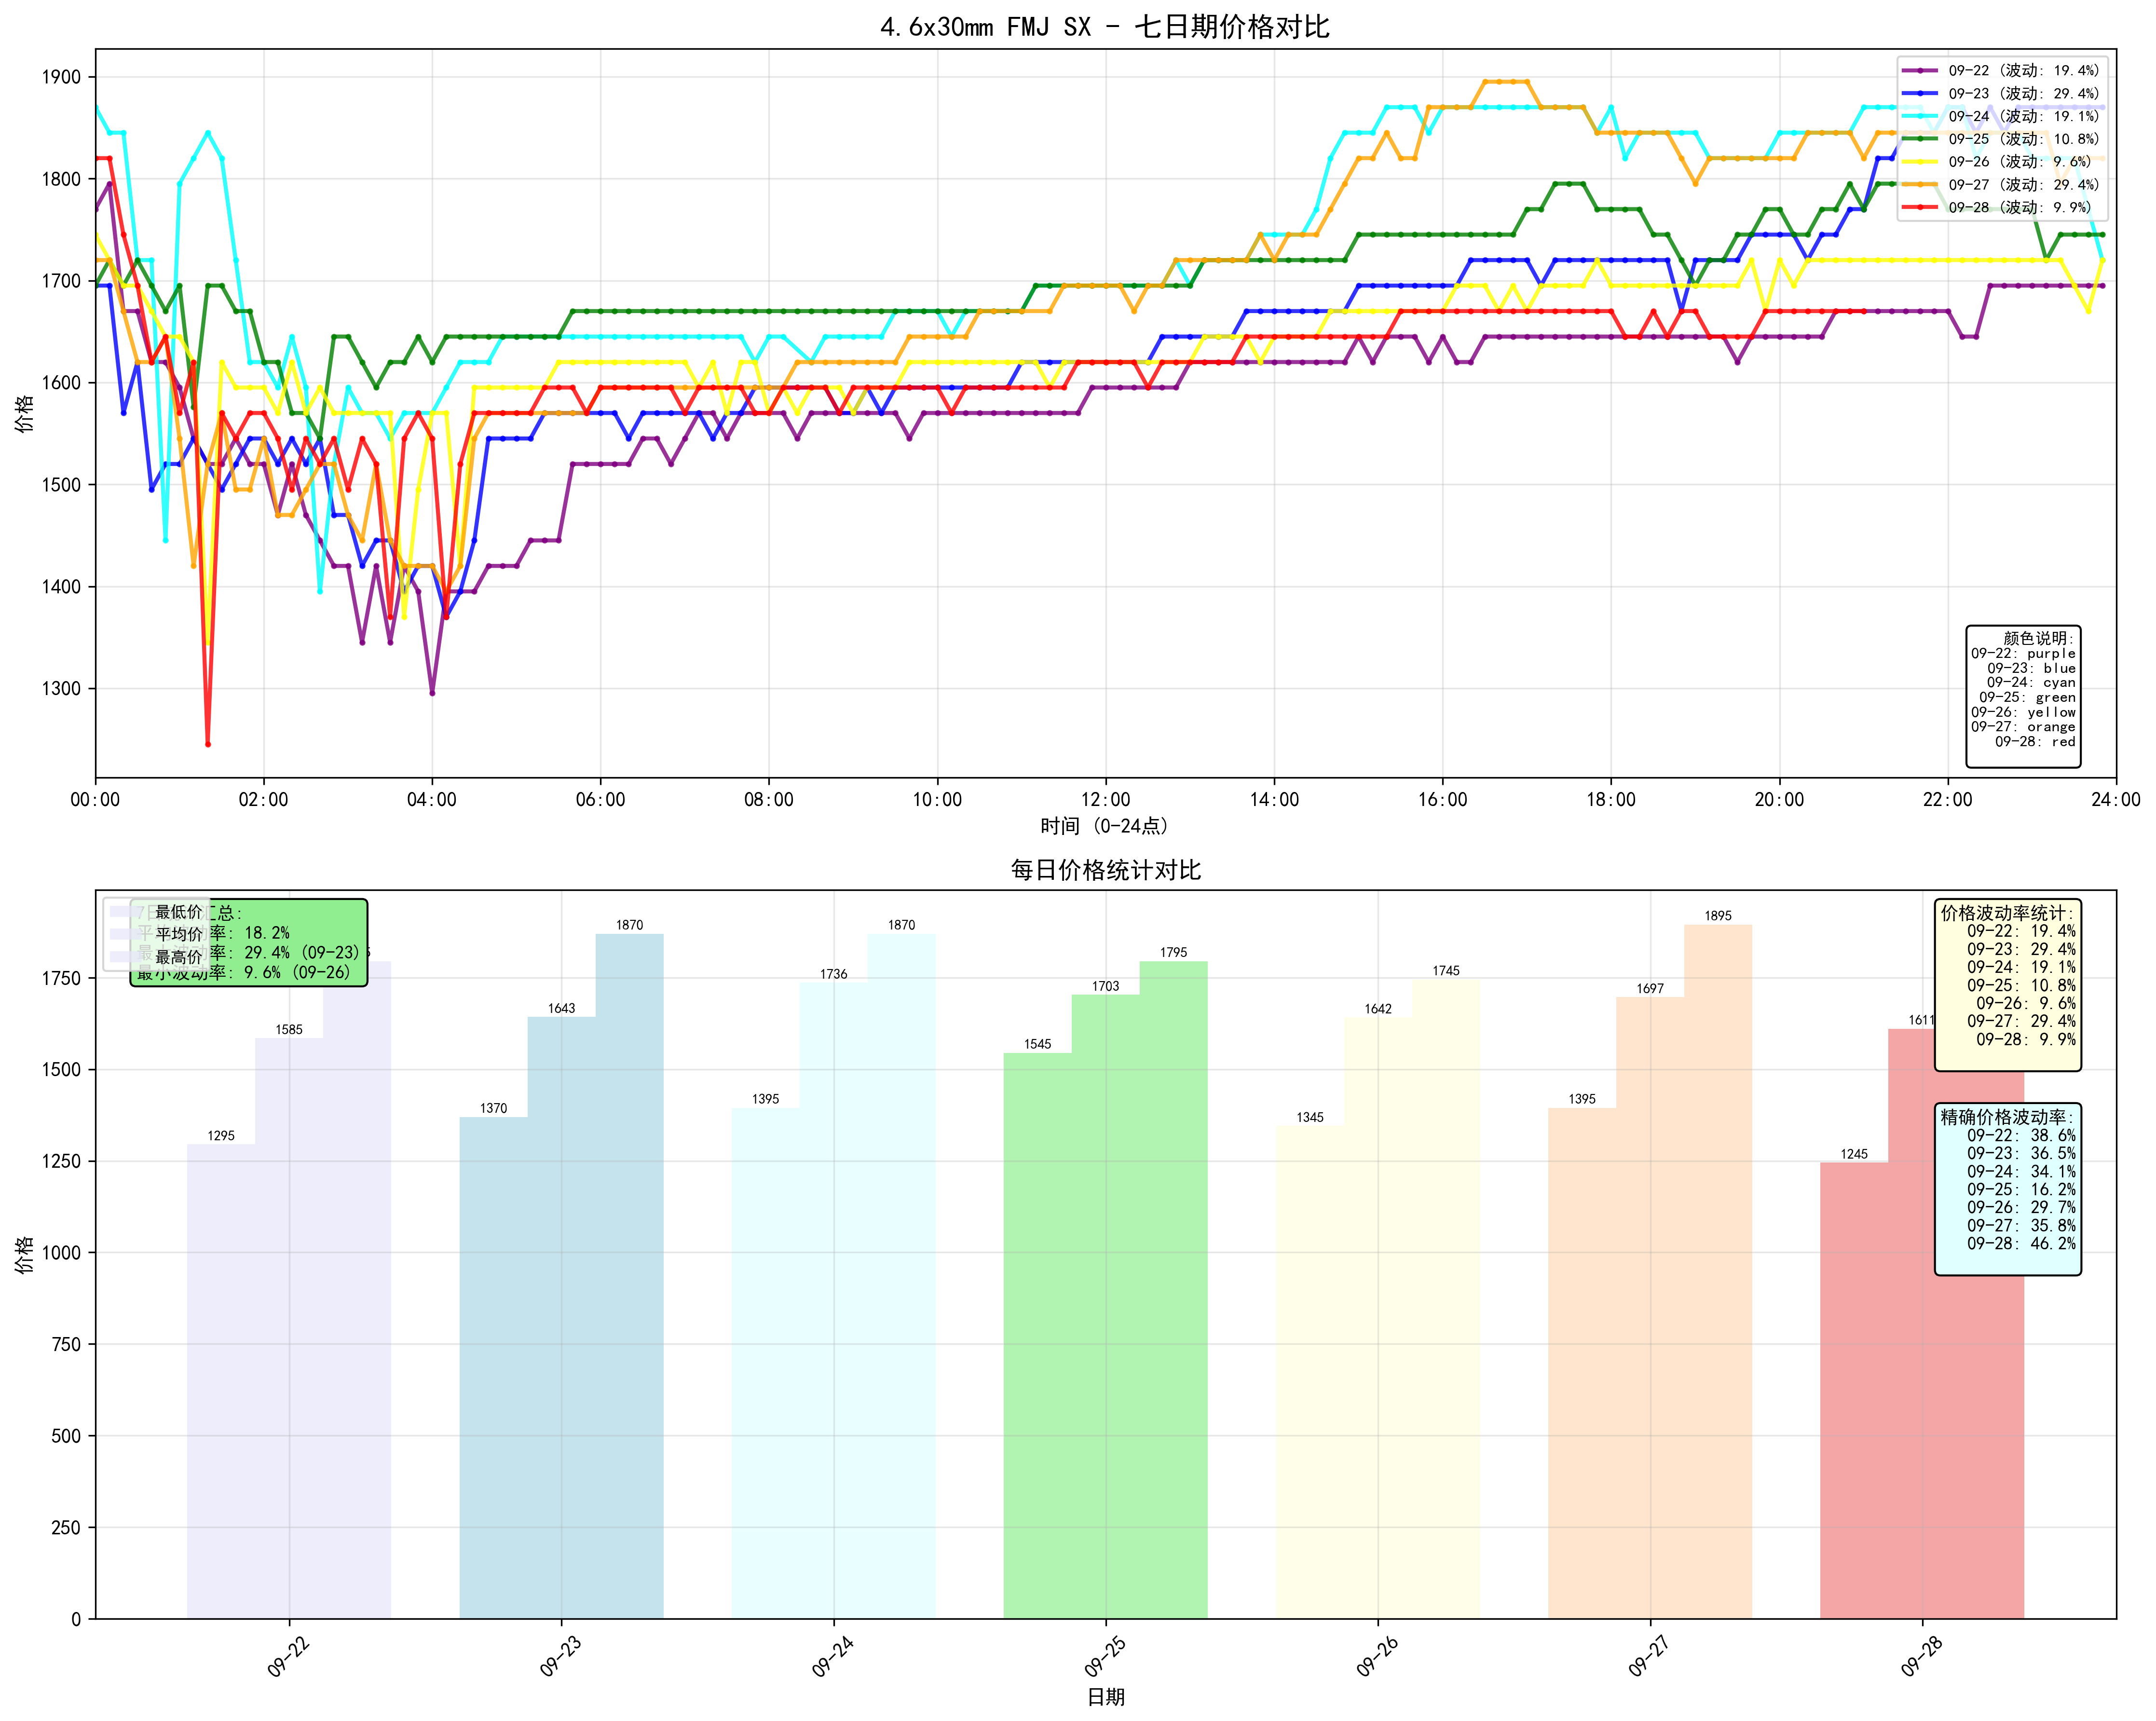 4.6x30mm FMJ SX - 七日期价格对比
价格
1900
1800
1700
1600
1500
1400
1300
09-22 (波动: 19.4%)
09-23 (波动: 29.4%)
09-24 (波动: 19.1%)
09-25 (波动: 10.8%)
09-26 (波动: 9.6%)
09-27 (波动: 29.4%)
09-28 (波动: 9.9%)
颜色说明:
09-22: purple
09-23: blue
09-24: cyan
09-25: green
09-26: yellow
09-27: orange
09-28: red
00:00 02:00 04:00 06:00 08:00 10:00 12:00 14:00 16:00 18:00 20:00 22:00 24:00
时间 (0-24点)
每日价格统计对比
价格
1750
1500
1250
1000
750
500
250
0
最低价
平均价
最高价
汇总:
率: 18.2%
率: 29.4% (09-23)
最小波动率: 9.6% (09-26)
1295 1585
1370 1643 1870
1395 1736 1870
1545 1703 1795
1345 1642 1745
1395 1697 1895
1245 1611
价格波动率统计:
09-22: 19.4%
09-23: 29.4%
09-24: 19.1%
09-25: 10.8%
09-26: 9.6%
09-27: 29.4%
09-28: 9.9%
精确价格波动率:
09-22: 38.6%
09-23: 36.5%
09-24: 34.1%
09-25: 16.2%
09-26: 29.7%
09-27: 35.8%
09-28: 46.2%
09-22 09-23 09-24 09-25 09-26 09-27 09-28
日期